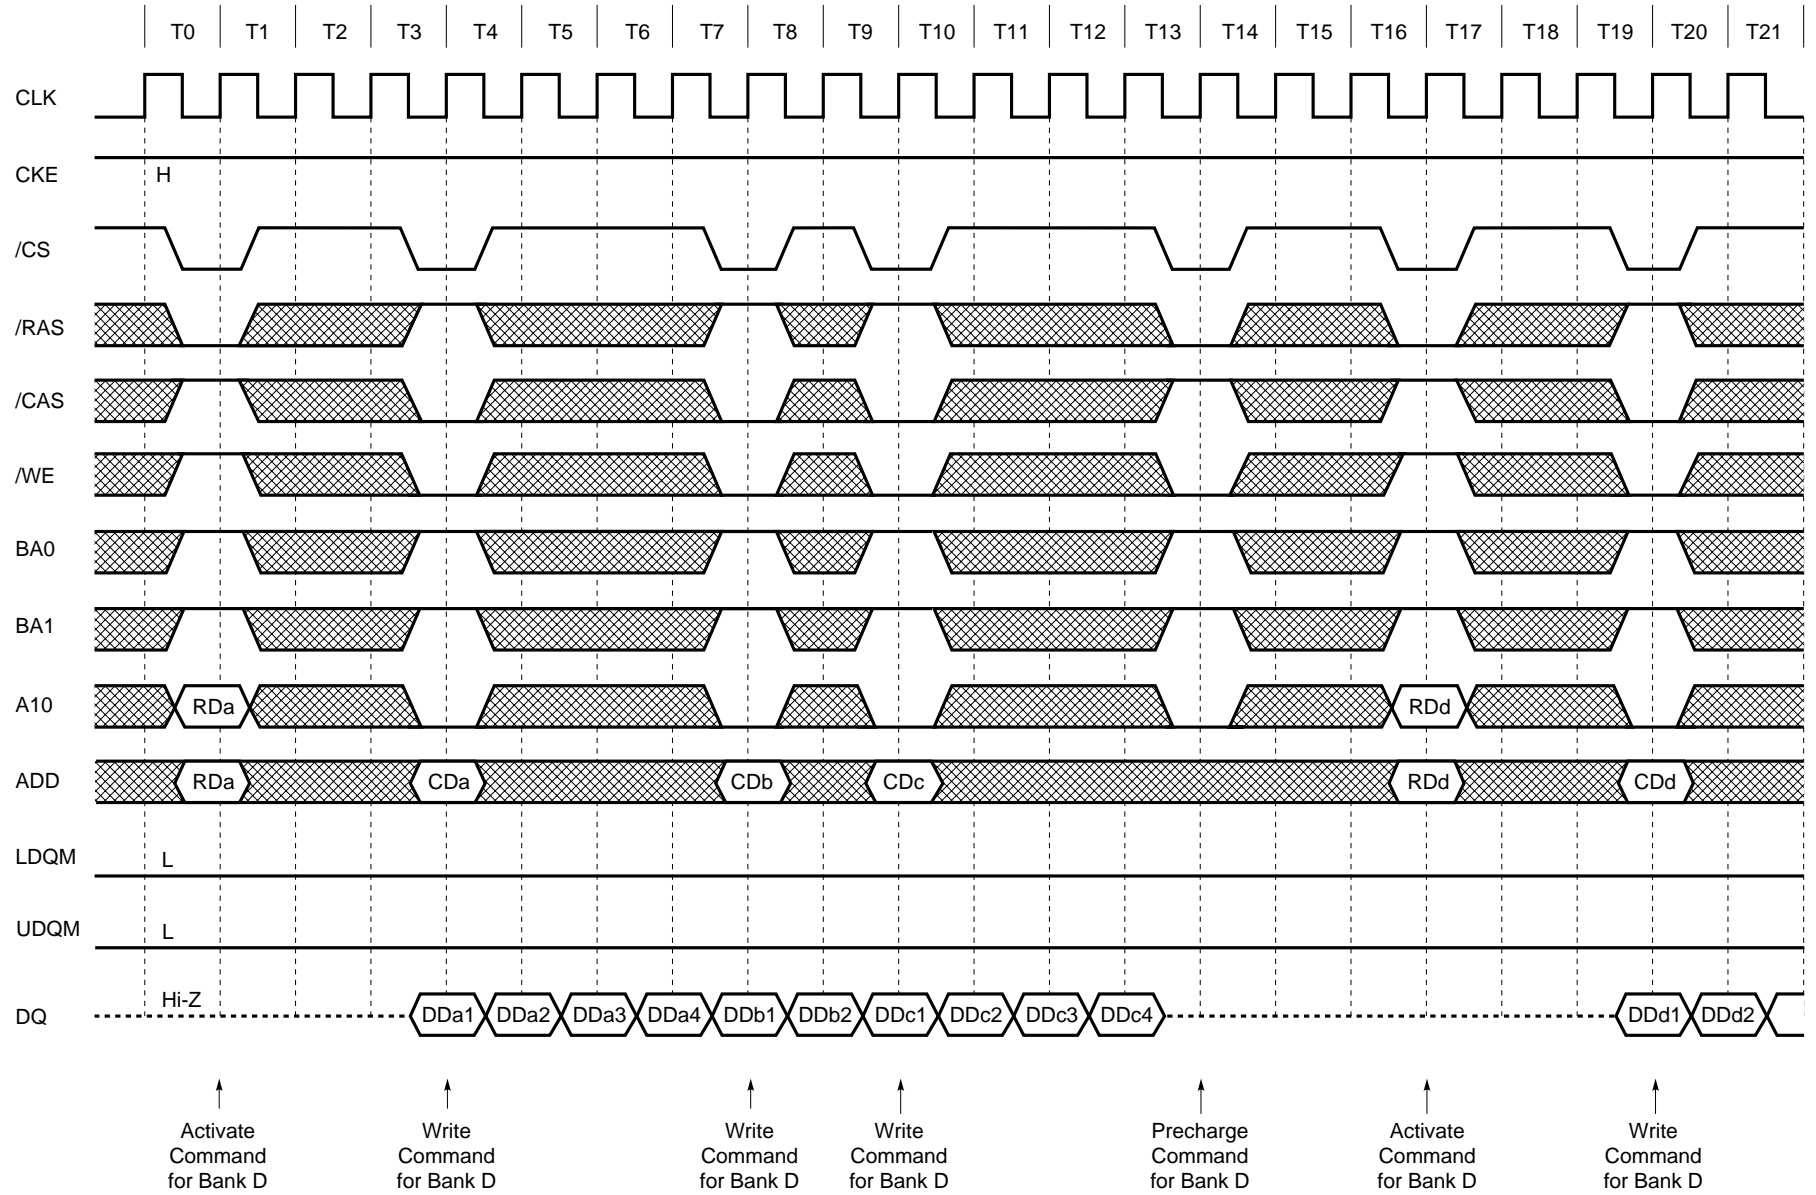 T0 T1 T2 T3 T4 T5 T6 T7 T8 T9 T10 T11 T12 T13 T14 T15 T16 T17 T18 T19 T20 T21
CLK
CKE H
/CS
/RAS
/CAS
/WE
BA0
BA1
A10 RDa RDd
ADD RDa CDa CDb CDc RDd CDd
LDQM L
UDQM L
DQ Hi-Z DDa1 DDa2 DDa3 DDa4 DDb1 DDb2 DDc1 DDc2 DDc3 DDc4 DDd1 DDd2
Activate
Command
for Bank D
Write
Command
for Bank D
Write
Command
for Bank D
Write
Command
for Bank D
Precharge
Command
for Bank D
Activate
Command
for Bank D
Write
Command
for Bank D